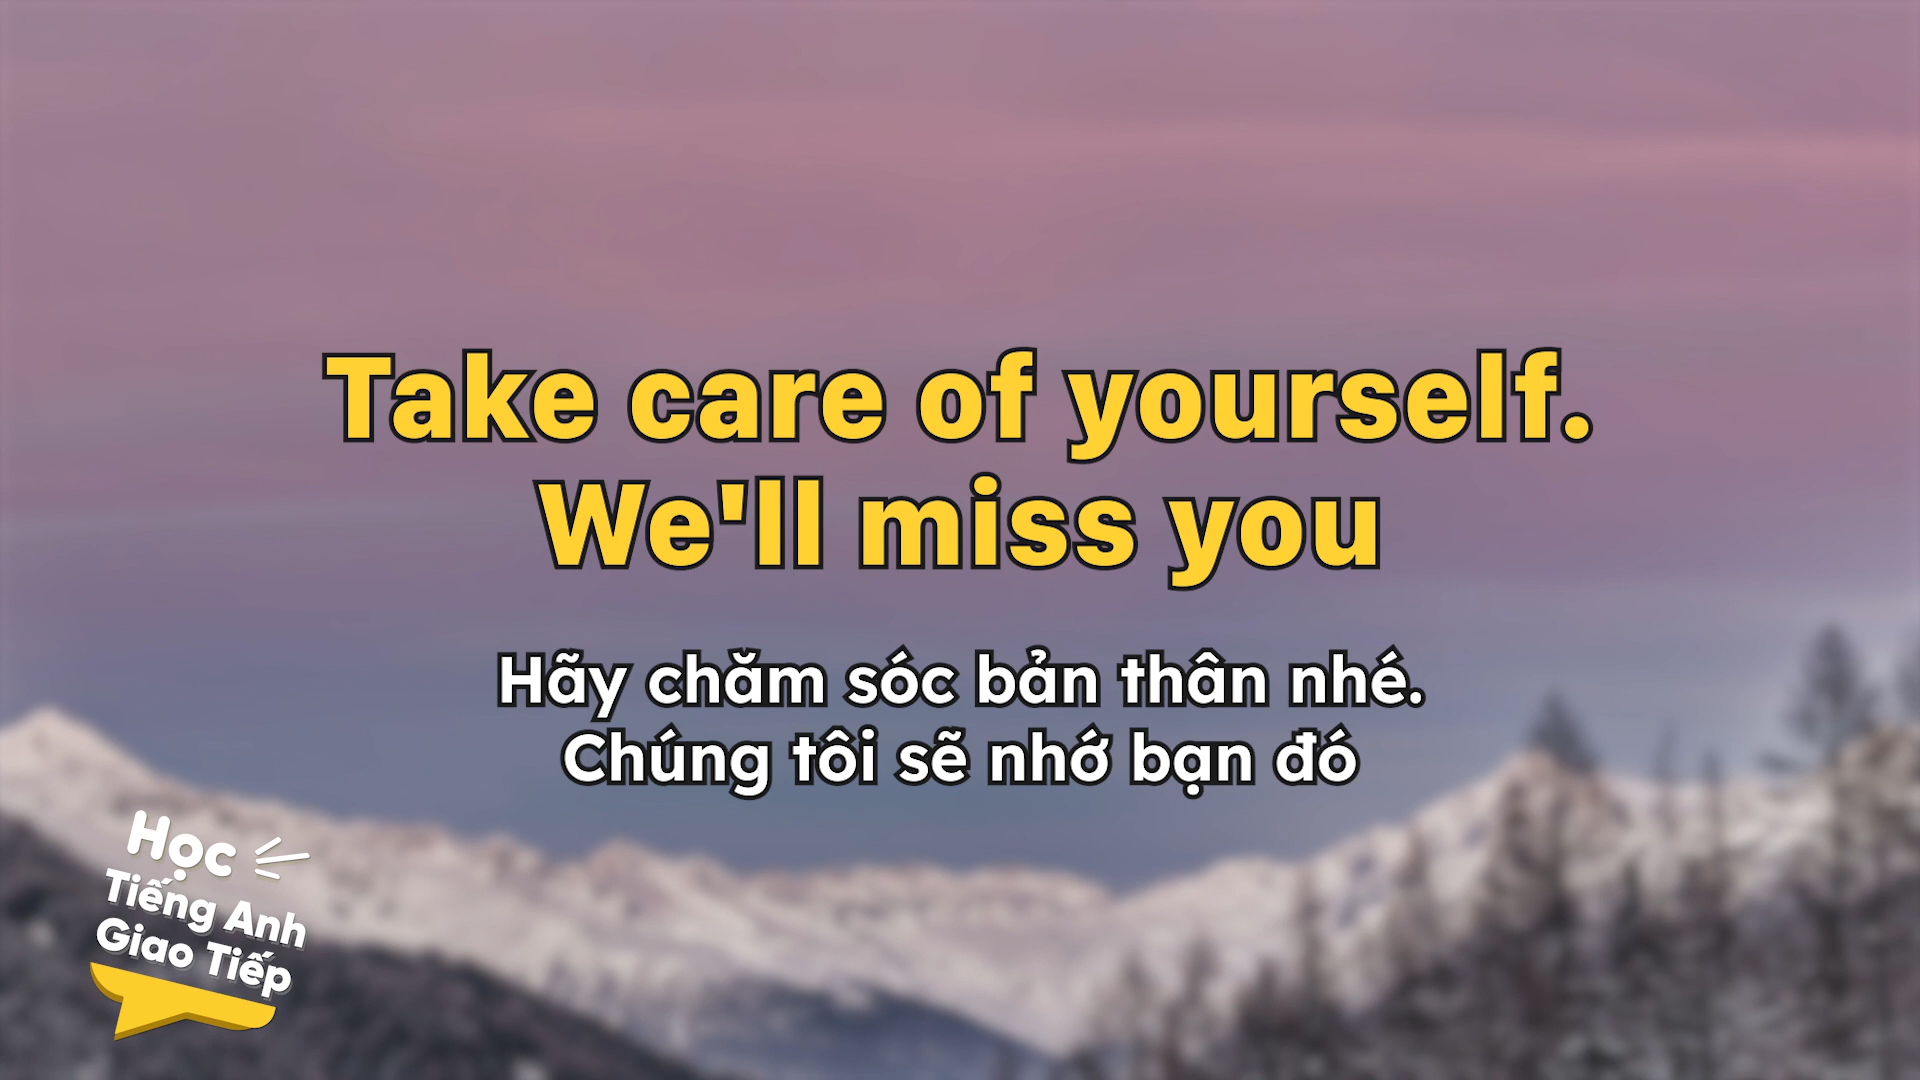 Take care of yourself.
We'll miss you
Hãy chăm sóc bản thân nhé.
Chúng tôi sẽ nhớ bạn đó
Học
Tiếng Anh
Giao Tiếp